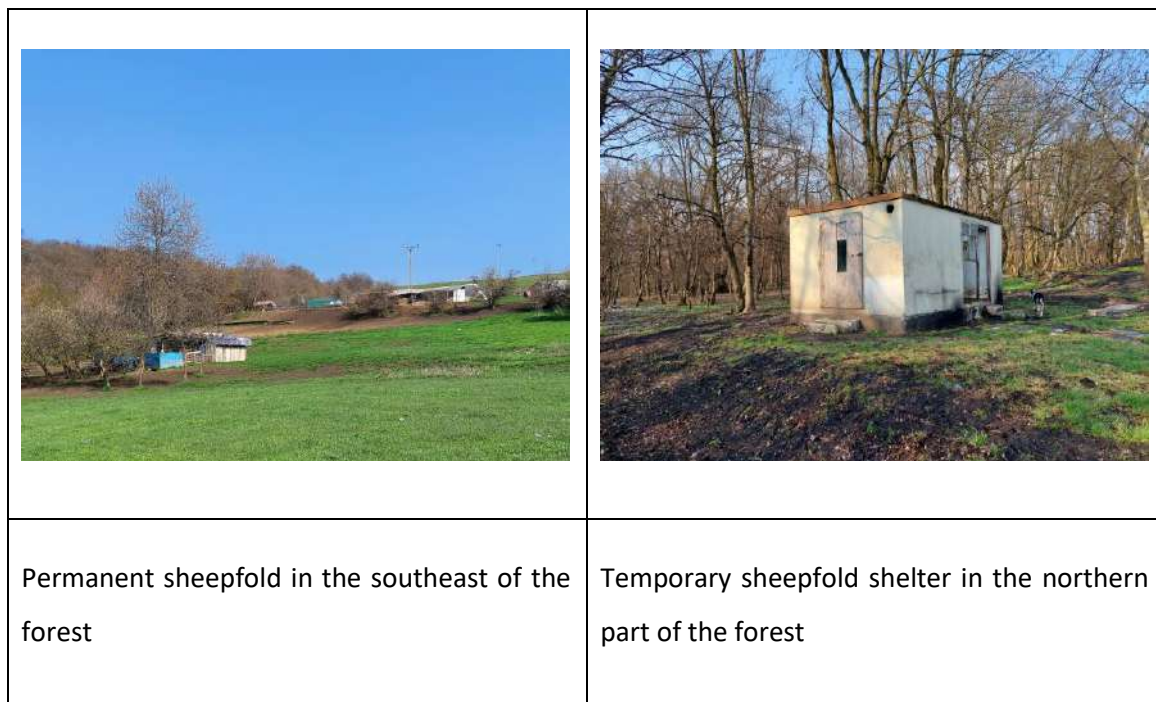 Permanent sheepfold in the southeast of the
forest
Temporary sheepfold shelter in the northern
part of the forest